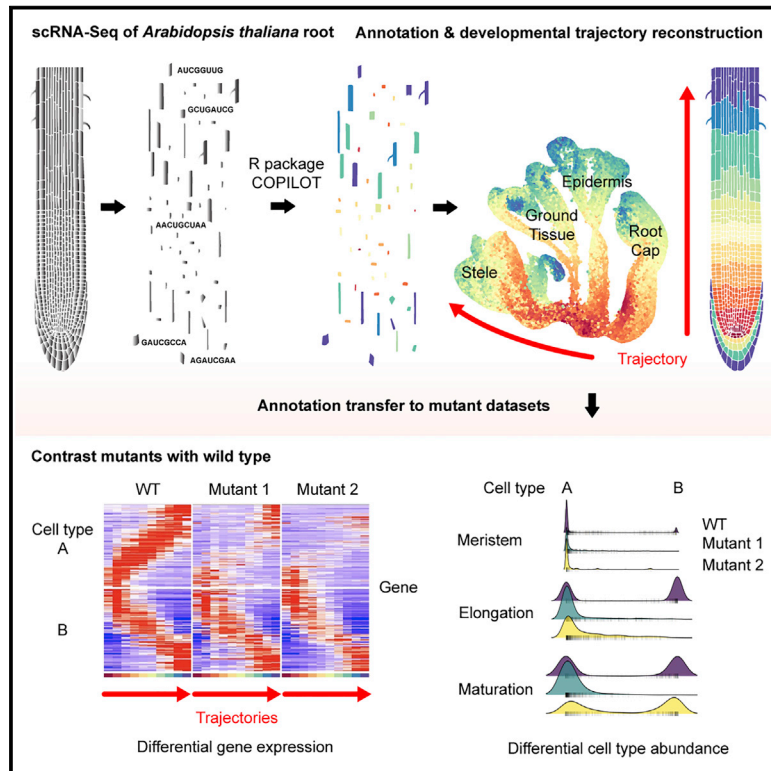 scRNA-Seq of Arabidopsis thaliana root
Annotation & developmental trajectory reconstruction
AUCGGUUG
GCUGAUCG
R package
COPILOT
AACUGCUAA
GAUCGCCA
AGAUCGAA
Epidermis
Ground
Tissue
Root
Cap
Stele
Trajectory
Annotation transfer to mutant datasets
Contrast mutants with wild type
WT
Mutant 1
Mutant 2
Cell type
A
B
Gene
Trajectories
Differential gene expression
Cell type
A
B
WT
Mutant 1
Mutant 2
Meristem
Elongation
Maturation
Differential cell type abundance